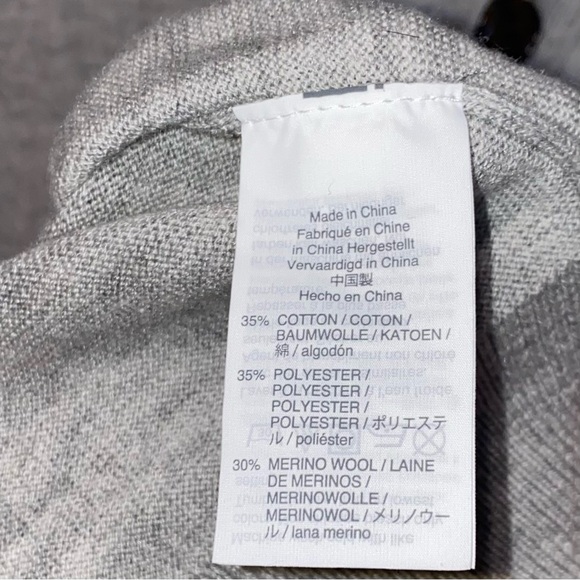 Made in China
Fabriqué en Chine
in China Hergestellt
Vervaardigd in China
中国製
Hecho en China
35% COTTON / COTON /
BAUMWOLLE / KATOEN /
綿 / algodón
35% POLYESTER /
POLYESTER /
POLYESTER /
POLYESTER / ポリエステ
ル / poliéster
30% MERINO WOOL / LAINE
DE MERINOS /
MERINOWOLLE /
MERINOWOL / メリノウー
ル / lana merino